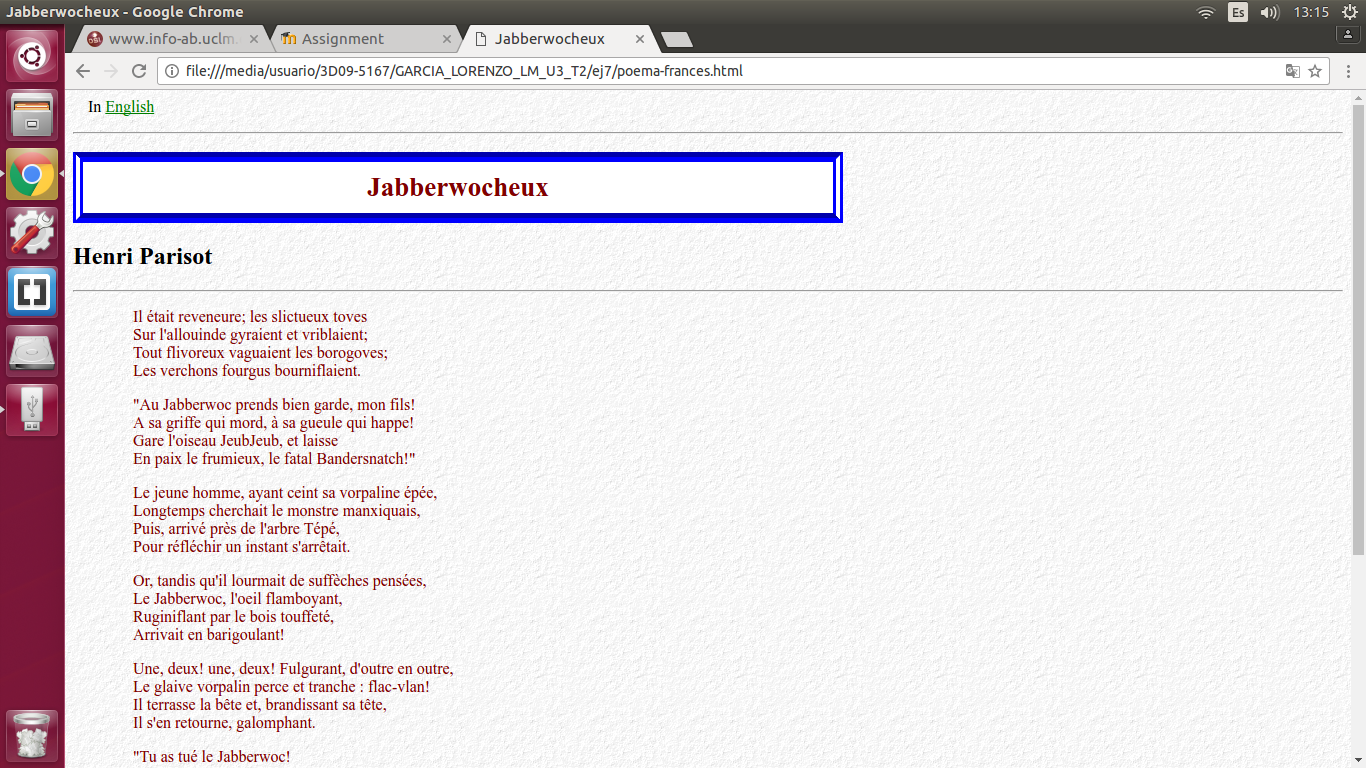 Jabberwocheux - Google Chrome
Es
13:15
www.info-ab.uclm.
Assignment
Jabberwocheux
file:///media/usuario/3D09-5167/GARCIA_LORENZO_LM_U3_T2/ej7/poema-frances.html
In English
Jabberwocheux
Henri Parisot
Il était reveneure; les slictueux toves
Sur l'allouinde gyraient et vriblaient;
Tout flivoreux vaguaient les borogoves;
Les verchons fourgus bourniflaient.
"Au Jabberwoc prends bien garde, mon fils!
A sa griffe qui mord, à sa gueule qui happe!
Gare l'oiseau JeubJeub, et laisse
En paix le frumieux, le fatal Bandersnatch!"
Le jeune homme, ayant ceint sa vorpaline épée,
Longtemps cherchait le monstre manxiquais,
Puis, arrivé près de l'arbre Tépé,
Pour réfléchir un instant s'arrêtait.
Or, tandis qu'il lourmait de suffèches pensées,
Le Jabberwoc, l'oeil flamboyant,
Ruginiflant par le bois touffeté,
Arrivait en barigoulant!
Une, deux! une, deux! Fulgurant, d'outre en outre,
Le glaive vorpalin perce et tranche : flac-vlan!
Il terrasse la bête et, brandissant sa tête,
Il s'en retourne, galomphant.
"Tu as tué le Jabberwoc!